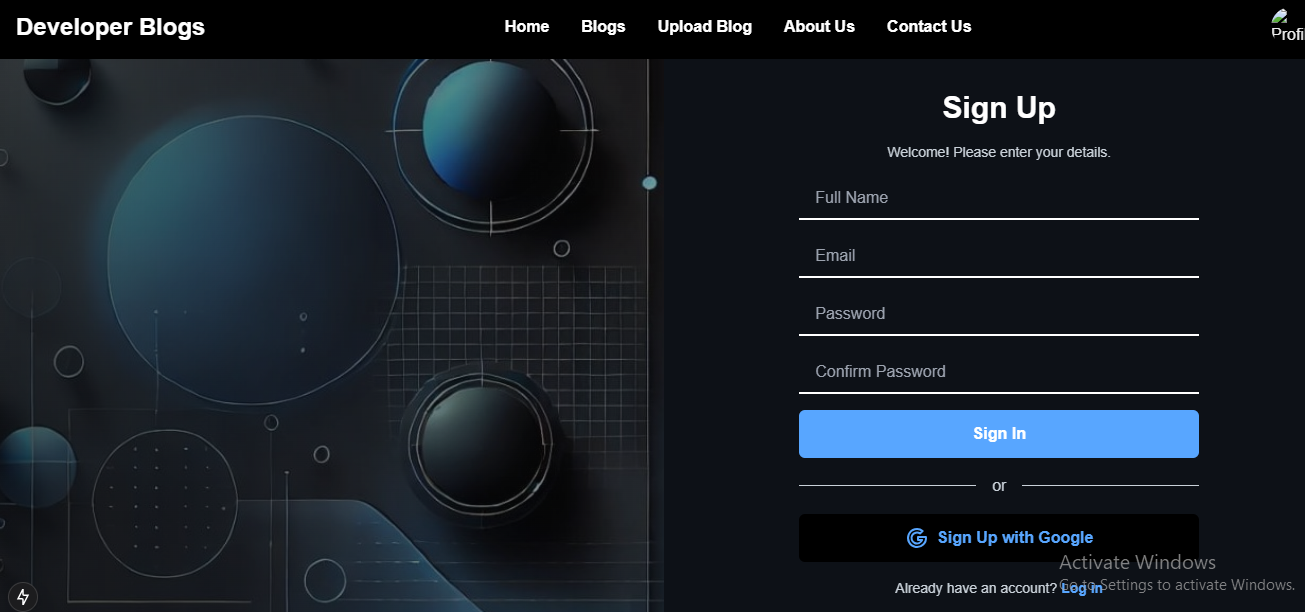 Developer Blogs
Home Blogs Upload Blog About Us Contact Us
Profi
Sign Up
Welcome! Please enter your details.
Full Name
Email
Password
Confirm Password
Sign In
or
Sign Up with Google
Activate Windows
Go to Settings to activate Windows.
Already have an account? Log in